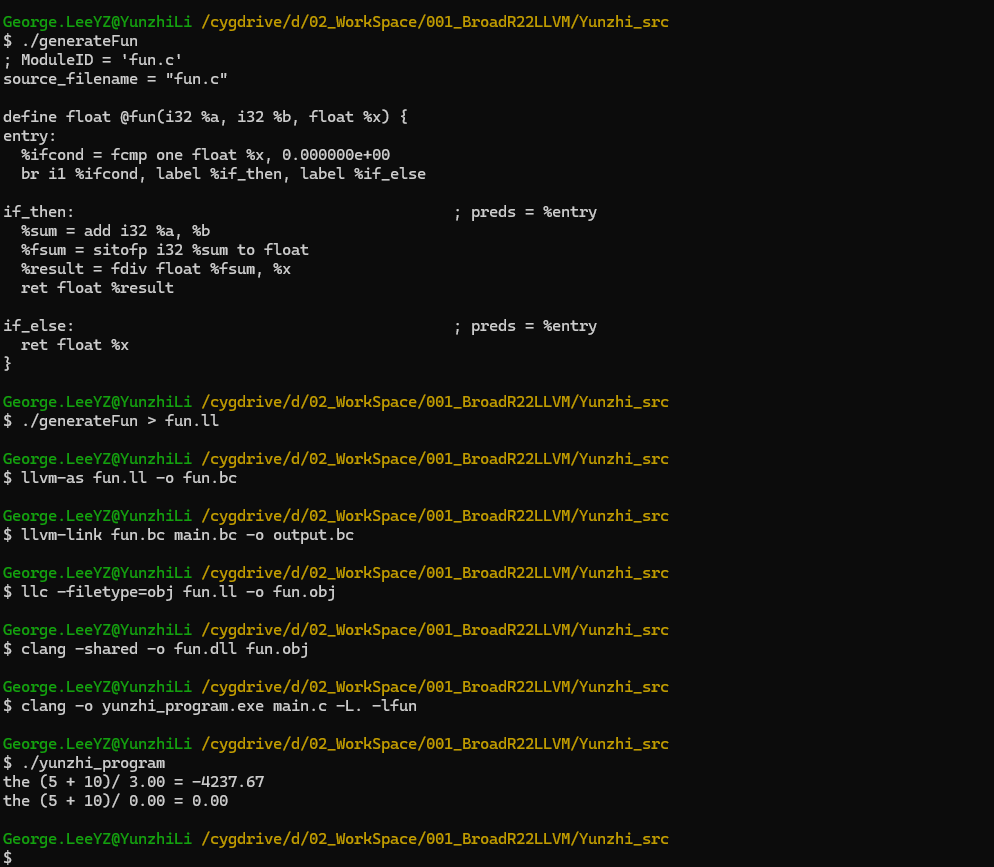 George.LeeYZ@YunzhiLi /cygdrive/d/02_WorkSpace/001_BroadR22LLVM/Yunzhi_src
$ ./generateFun
; ModuleID = 'fun.c'
source_filename = "fun.c"

define float @fun(i32 %a, i32 %b, float %x) {
entry:
  %ifcond = fcmp one float %x, 0.000000e+00
  br i1 %ifcond, label %if_then, label %if_else

if_then:                                          ; preds = %entry
  %sum = add i32 %a, %b
  %fsum = sitofp i32 %sum to float
  %result = fdiv float %fsum, %x
  ret float %result

if_else:                                          ; preds = %entry
  ret float %x
}

George.LeeYZ@YunzhiLi /cygdrive/d/02_WorkSpace/001_BroadR22LLVM/Yunzhi_src
$ ./generateFun > fun.ll

George.LeeYZ@YunzhiLi /cygdrive/d/02_WorkSpace/001_BroadR22LLVM/Yunzhi_src
$ llvm-as fun.ll -o fun.bc

George.LeeYZ@YunzhiLi /cygdrive/d/02_WorkSpace/001_BroadR22LLVM/Yunzhi_src
$ llvm-link fun.bc main.bc -o output.bc

George.LeeYZ@YunzhiLi /cygdrive/d/02_WorkSpace/001_BroadR22LLVM/Yunzhi_src
$ llc -filetype=obj fun.ll -o fun.obj

George.LeeYZ@YunzhiLi /cygdrive/d/02_WorkSpace/001_BroadR22LLVM/Yunzhi_src
$ clang -shared -o fun.dll fun.obj

George.LeeYZ@YunzhiLi /cygdrive/d/02_WorkSpace/001_BroadR22LLVM/Yunzhi_src
$ clang -o yunzhi_program.exe main.c -L. -lfun

George.LeeYZ@YunzhiLi /cygdrive/d/02_WorkSpace/001_BroadR22LLVM/Yunzhi_src
$ ./yunzhi_program
the (5 + 10)/ 3.00 = -4237.67
the (5 + 10)/ 0.00 = 0.00

George.LeeYZ@YunzhiLi /cygdrive/d/02_WorkSpace/001_BroadR22LLVM/Yunzhi_src
$